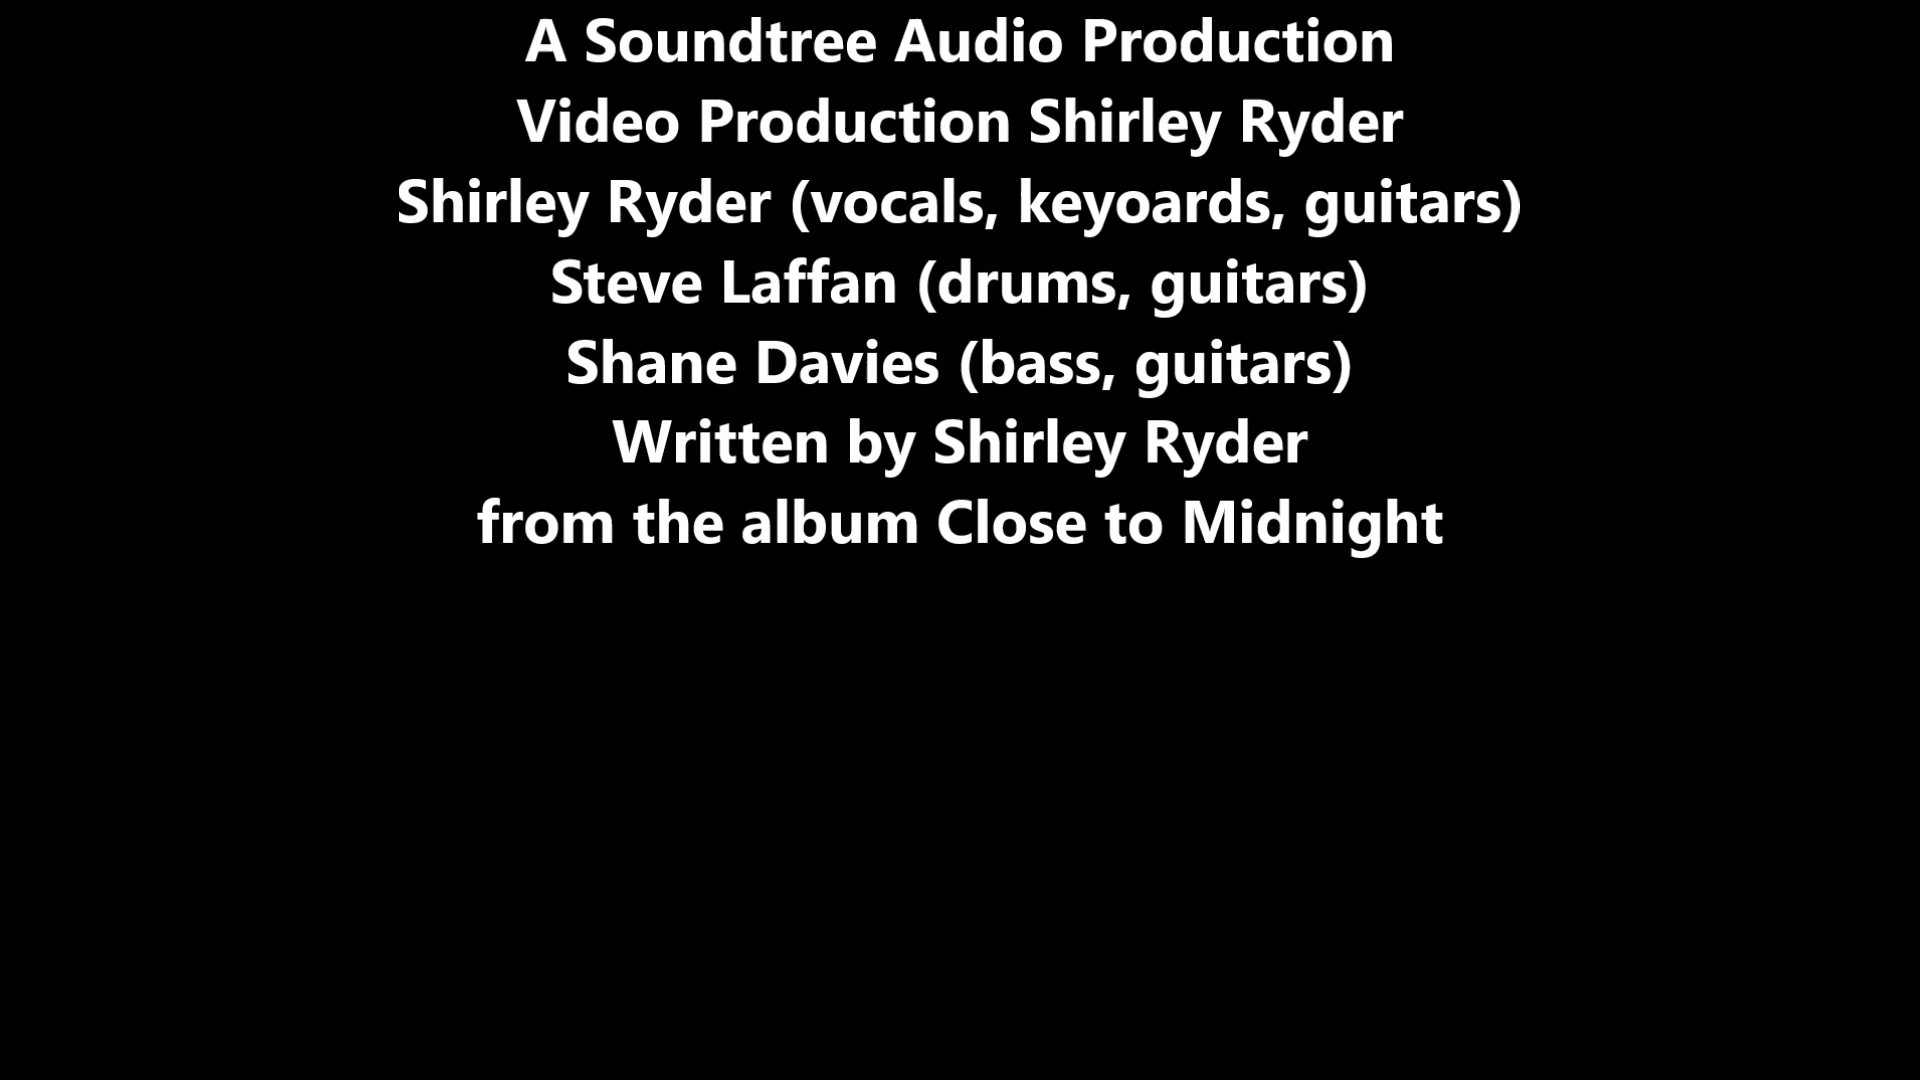 A Soundtree Audio Production
Video Production Shirley Ryder
Shirley Ryder (vocals, keyoards, guitars)
Steve Laffan (drums, guitars)
Shane Davies (bass, guitars)
Written by Shirley Ryder
from the album Close to Midnight